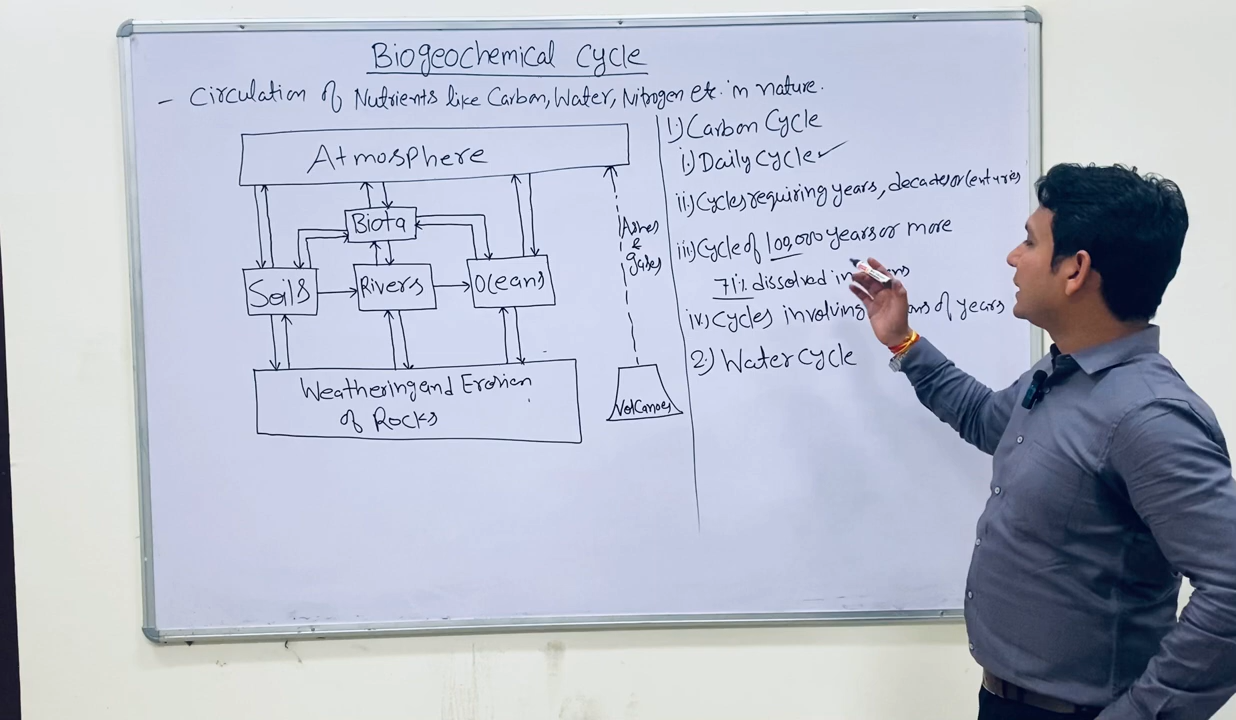 Biogeochemical Cycle
- Circulation of Nutrients like Carbon, Water, Nitrogen etc. in nature.
Atmosphere
Biota
Soils
Rivers
Oceans
Ashes
&
gases
Weathering and Erosion
of Rocks
Volcanoes
1.) Carbon Cycle
i.) Daily Cycle ✓
ii.) Cycles requiring years, decades or centuries
iii.) Cycle of 100,000 years or more
71% dissolved in
iv.) Cycles involving of years
2.) Water Cycle